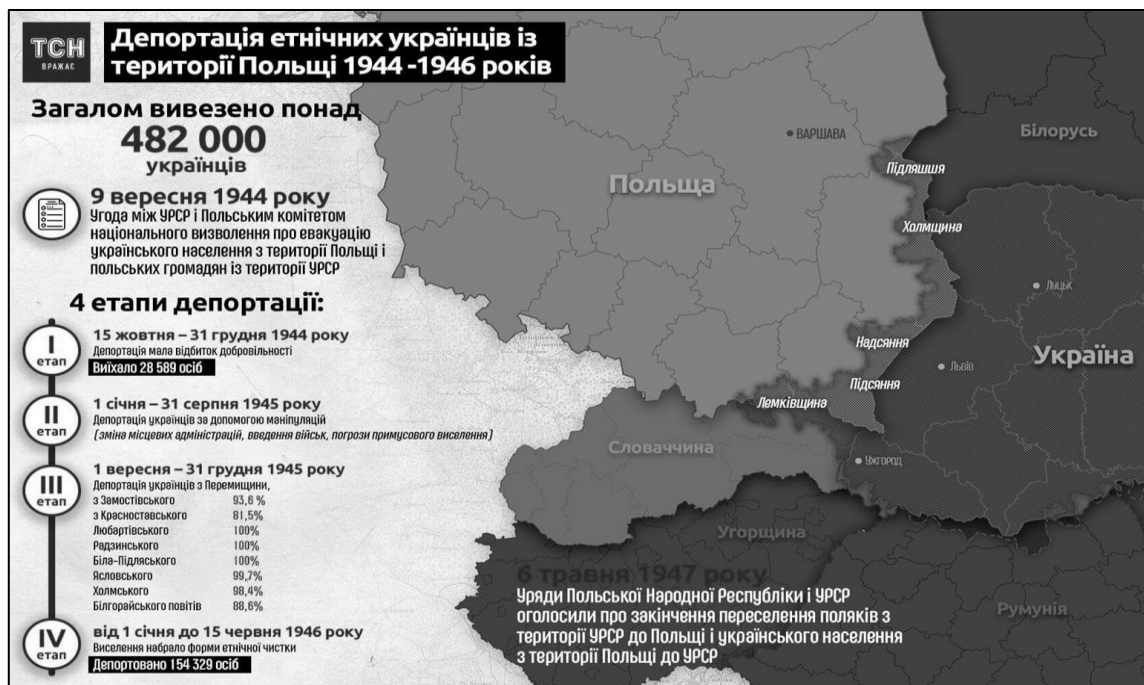 ТСН
ВРАЖАЄ
Депортація етнічних українців із
території Польщі 1944 -1946 років
Загалом вивезено понад
482 000
українців
9 вересня 1944 року
Угода між УРСР і Польським комітетом
національного визволення про евакуацію
українського населення з території Польщі і
польських громадян із території УРСР
4 етапи депортації:
I
етап
15 жовтня – 31 грудня 1944 року
Депортація мала відбиток добровільності
Виїхало 28 589 осіб
II
етап
1 січня – 31 серпня 1945 року
Депортація українців за допомогою маніпуляцій
(зміна місцевих адміністрацій, введення військ, погрози примусового виселення)
III
етап
1 вересня – 31 грудня 1945 року
Депортація українців з Перемищини,
з Замостівського 93,6 %
з Красноставського 81,5%
Любартівського 100%
Радзинського 100%
Біла-Підляського 100%
Ясловського 99,7%
Холмського 98,4%
Білгорайського повітів 88,6%
IV
етап
від 1 січня до 15 червня 1946 року
Виселення набрало форми етнічної чистки
Депортовано 154 329 осіб
Білорусь
ВАРШАВА
Підляшшя
Польща
Холмщина
Луцьк
Надсяння
Україна
Львів
Підсяння
Лемківщина
Словаччина
Ужгород
Угорщина
Румунія
6 травня 1947 року
Уряди Польської Народної Республіки і УРСР
оголосили про закінчення переселення поляків з
території УРСР до Польщі і українського населення
з території Польщі до УРСР